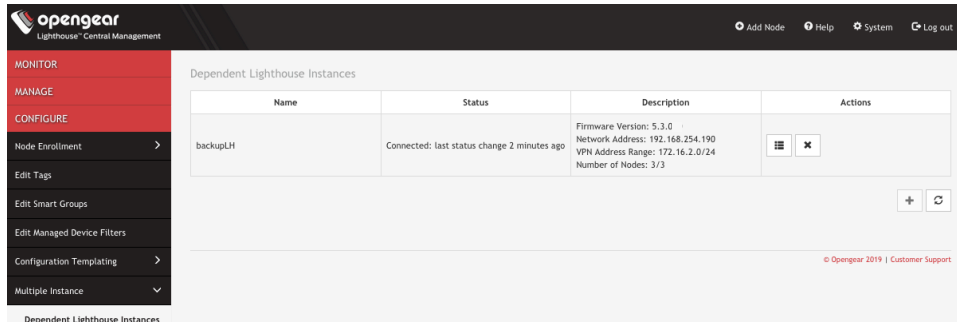 opengear
Lighthouse™ Central Management
Add Node Help System Log out
MONITOR
MANAGE
CONFIGURE
Node Enrollment
Edit Tags
Edit Smart Groups
Edit Managed Device Filters
Configuration Templating
Multiple Instance
Dependent Lighthouse Instances
Dependent Lighthouse Instances
Name Status Description Actions
backupLH
Connected: last status change 2 minutes ago
Firmware Version: 5.3.0
Network Address: 192.168.254.190
VPN Address Range: 172.16.2.0/24
Number of Nodes: 3/3
© Opengear 2019 | Customer Support